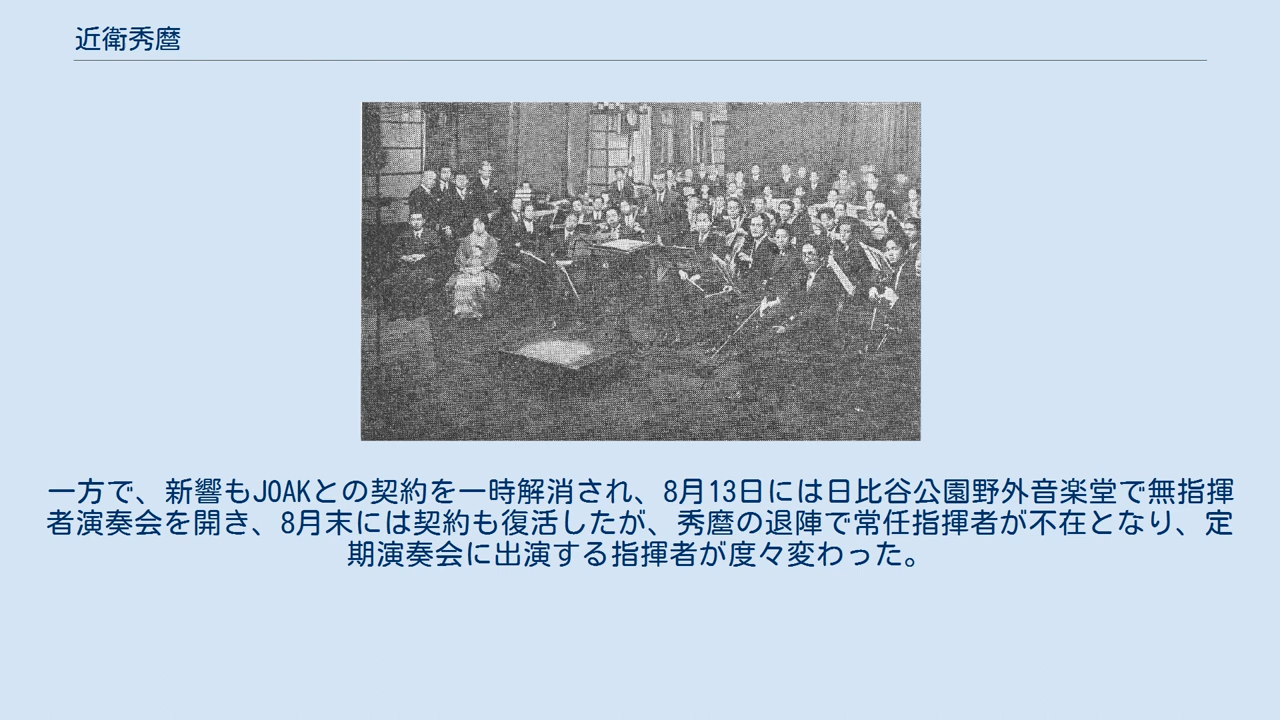 近衛秀麿
一方で、新響もJOAKとの契約を一時解消され、8月13日には日比谷公園野外音楽堂で無指揮
者演奏会を開き、8月末には契約も復活したが、秀麿の退陣で常任指揮者が不在となり、定
期演奏会に出演する指揮者が度々変わった。